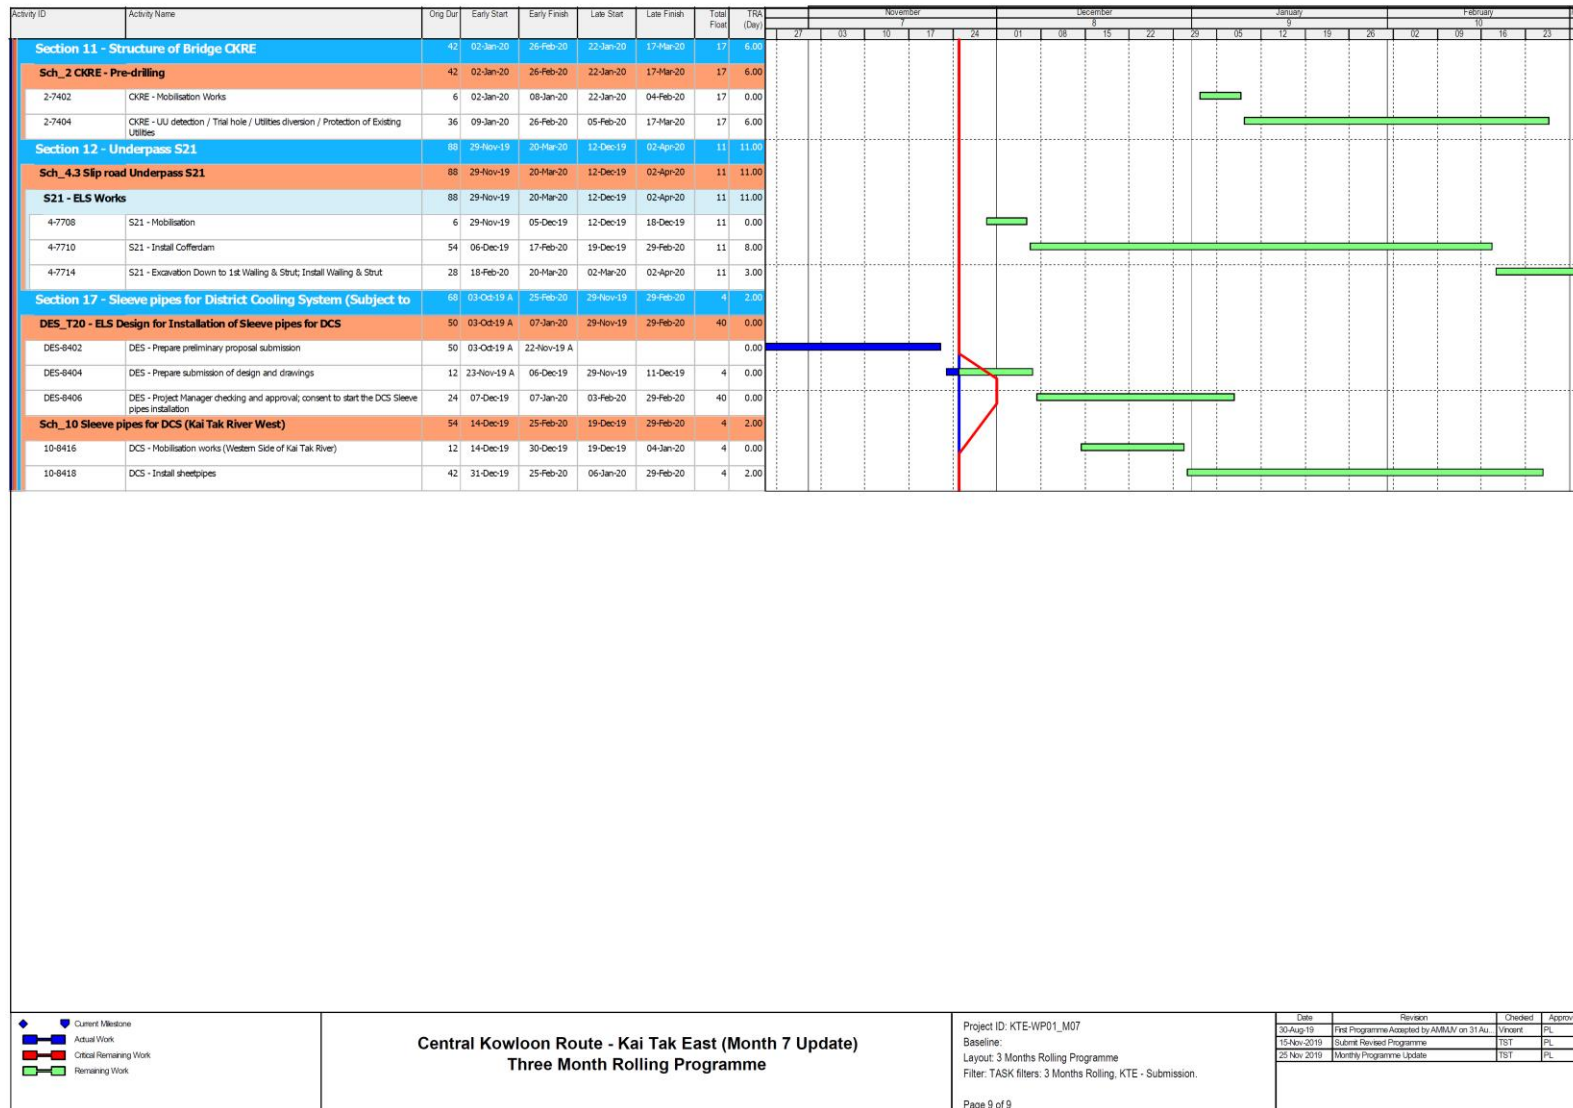 Activity ID Activity Name Orig Dur Early Start Early Finish Late Start Late Finish Total Float TRA (Day)
November December January February
7 8 9 10
27 03 10 17 24 01 08 15 22 29 05 12 19 26 02 09 16 23
Section 11 - Structure of Bridge CKRE 42 02-Jan-20 26-Feb-20 22-Jan-20 17-Mar-20 17 6.00
Sch_2 CKRE - Pre-drilling 42 02-Jan-20 26-Feb-20 22-Jan-20 17-Mar-20 17 6.00
2-7402 CKRE - Mobilisation Works 6 02-Jan-20 08-Jan-20 22-Jan-20 04-Feb-20 17 0.00
2-7404 CKRE - UU detection / Trial hole / Utilities diversion / Protection of Existing 36 09-Jan-20 26-Feb-20 05-Feb-20 17-Mar-20 17 6.00
Utilities
Section 12 - Underpass S21 88 29-Nov-19 20-Mar-20 12-Dec-19 02-Apr-20 11 11.00
Sch_4.3 Slip road Underpass S21 88 29-Nov-19 20-Mar-20 12-Dec-19 02-Apr-20 11 11.00
S21 - ELS Works 88 29-Nov-19 20-Mar-20 12-Dec-19 02-Apr-20 11 11.00
4-7708 S21 - Mobilisation 6 29-Nov-19 05-Dec-19 12-Dec-19 18-Dec-19 11 0.00
4-7710 S21 - Install Cofferdam 54 06-Dec-19 17-Feb-20 19-Dec-19 29-Feb-20 11 8.00
4-7714 S21 - Excavation Down to 1st Walling & Strut; Install Walling & Strut 28 18-Feb-20 20-Mar-20 02-Mar-20 02-Apr-20 11 3.00
Section 17 - Sleeve pipes for District Cooling System (Subject to 68 03-Oct-19 A 25-Feb-20 29-Nov-19 29-Feb-20 4 2.00
DES_T20 - ELS Design for Installation of Sleeve pipes for DCS 50 03-Oct-19 A 07-Jan-20 29-Nov-19 29-Feb-20 40 0.00
DES-8402 DES - Prepare preliminary proposal submission 50 03-Oct-19 A 22-Nov-19 A 0.00
DES-8404 DES - Prepare submission of design and drawings 12 23-Nov-19 A 06-Dec-19 29-Nov-19 11-Dec-19 4 0.00
DES-8406 DES - Project Manager checking and approval; consent to start the DCS Sleeve 24 07-Dec-19 07-Jan-20 03-Feb-20 29-Feb-20 40 0.00
pipes installation
Sch_10 Sleeve pipes for DCS (Kai Tak River West) 54 14-Dec-19 25-Feb-20 19-Dec-19 29-Feb-20 4 2.00
10-8416 DCS - Mobilisation works (Western Side of Kai Tak River) 12 14-Dec-19 30-Dec-19 19-Dec-19 04-Jan-20 4 0.00
10-8418 DCS - Install sheetpipes 42 31-Dec-19 25-Feb-20 06-Jan-20 29-Feb-20 4 2.00
Current Milestone
Actual Work
Critical Remaining Work
Remaining Work
Central Kowloon Route - Kai Tak East (Month 7 Update)
Three Month Rolling Programme
Project ID: KTE-WP01_M07
Baseline:
Layout: 3 Months Rolling Programme
Filter: TASK filters: 3 Months Rolling, KTE - Submission.
Page 9 of 9
Date Revision Checked Approv
30-Aug-19 First Programme Accepted by AMMJV on 31 Au... Vincent PL
15-Nov-2019 Submit Revised Programme TST PL
25 Nov 2019 Monthly Programme Update TST PL